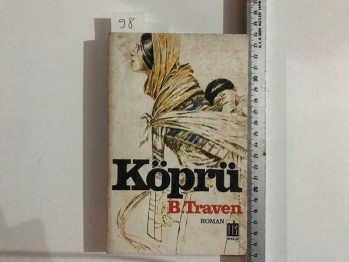 98
Köprü
B. Traven
ROMAN